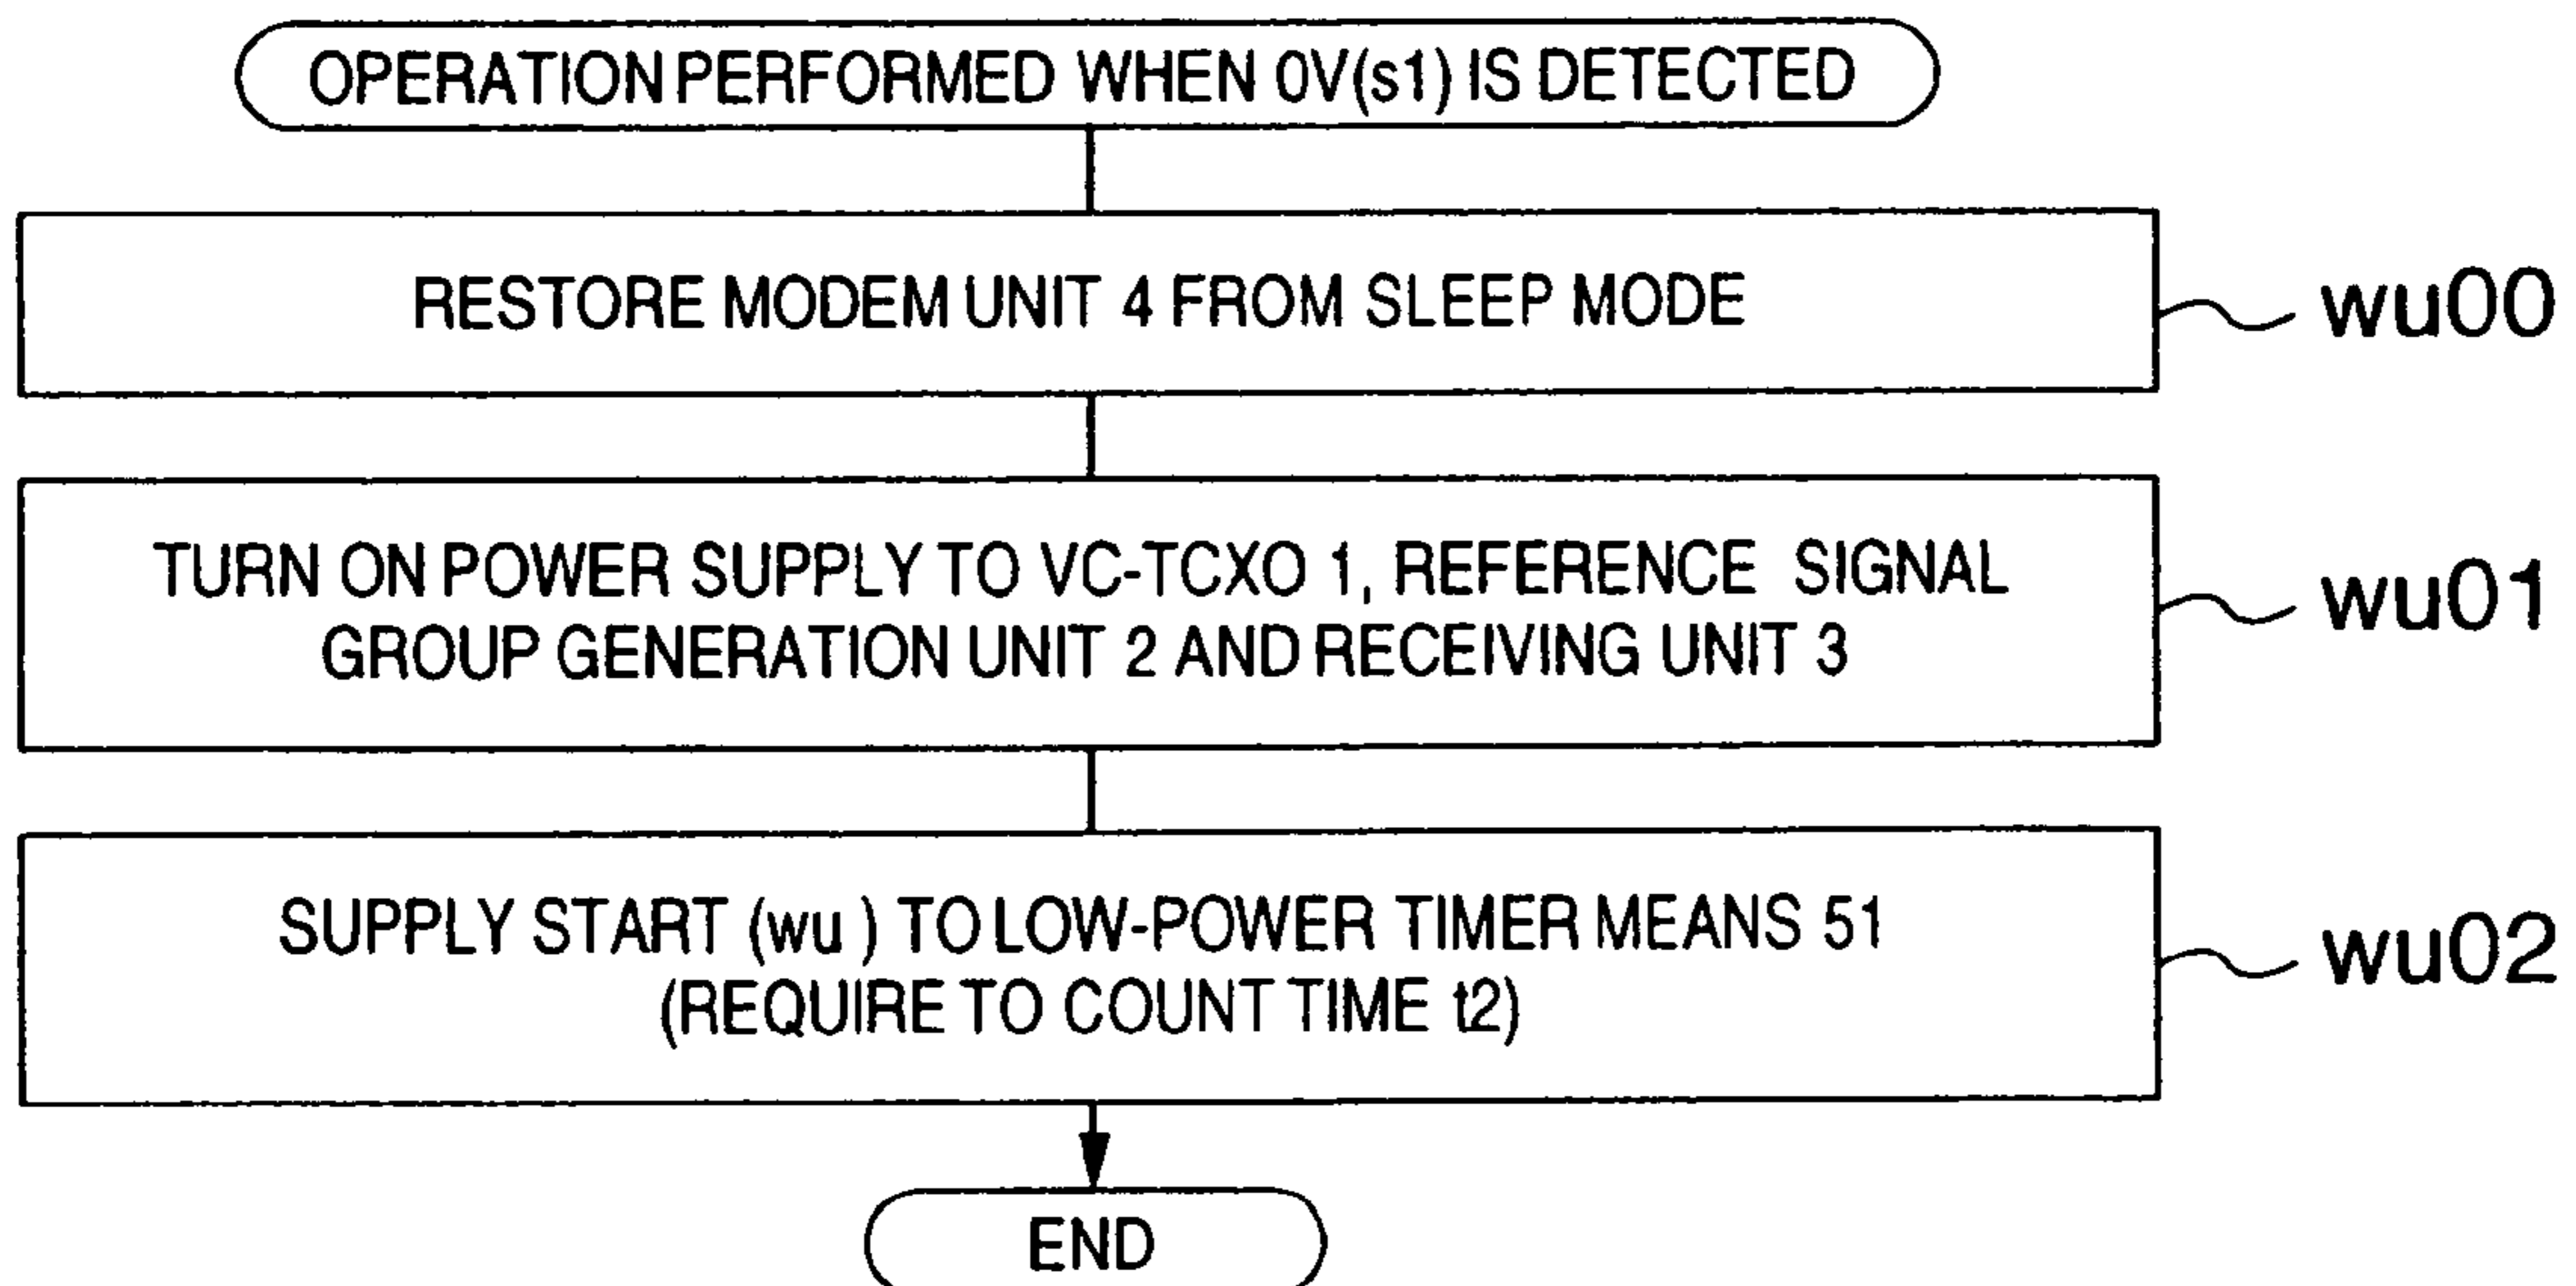 OPERATION PERFORMED WHEN 0V(s1) IS DETECTED
RESTORE MODEM UNIT 4 FROM SLEEP MODE
wu00
TURN ON POWER SUPPLY TO VC-TCXO 1, REFERENCE SIGNAL
GROUP GENERATION UNIT 2 AND RECEIVING UNIT 3
wu01
SUPPLY START (wu ) TO LOW-POWER TIMER MEANS 51
(REQUIRE TO COUNT TIME t2)
wu02
END